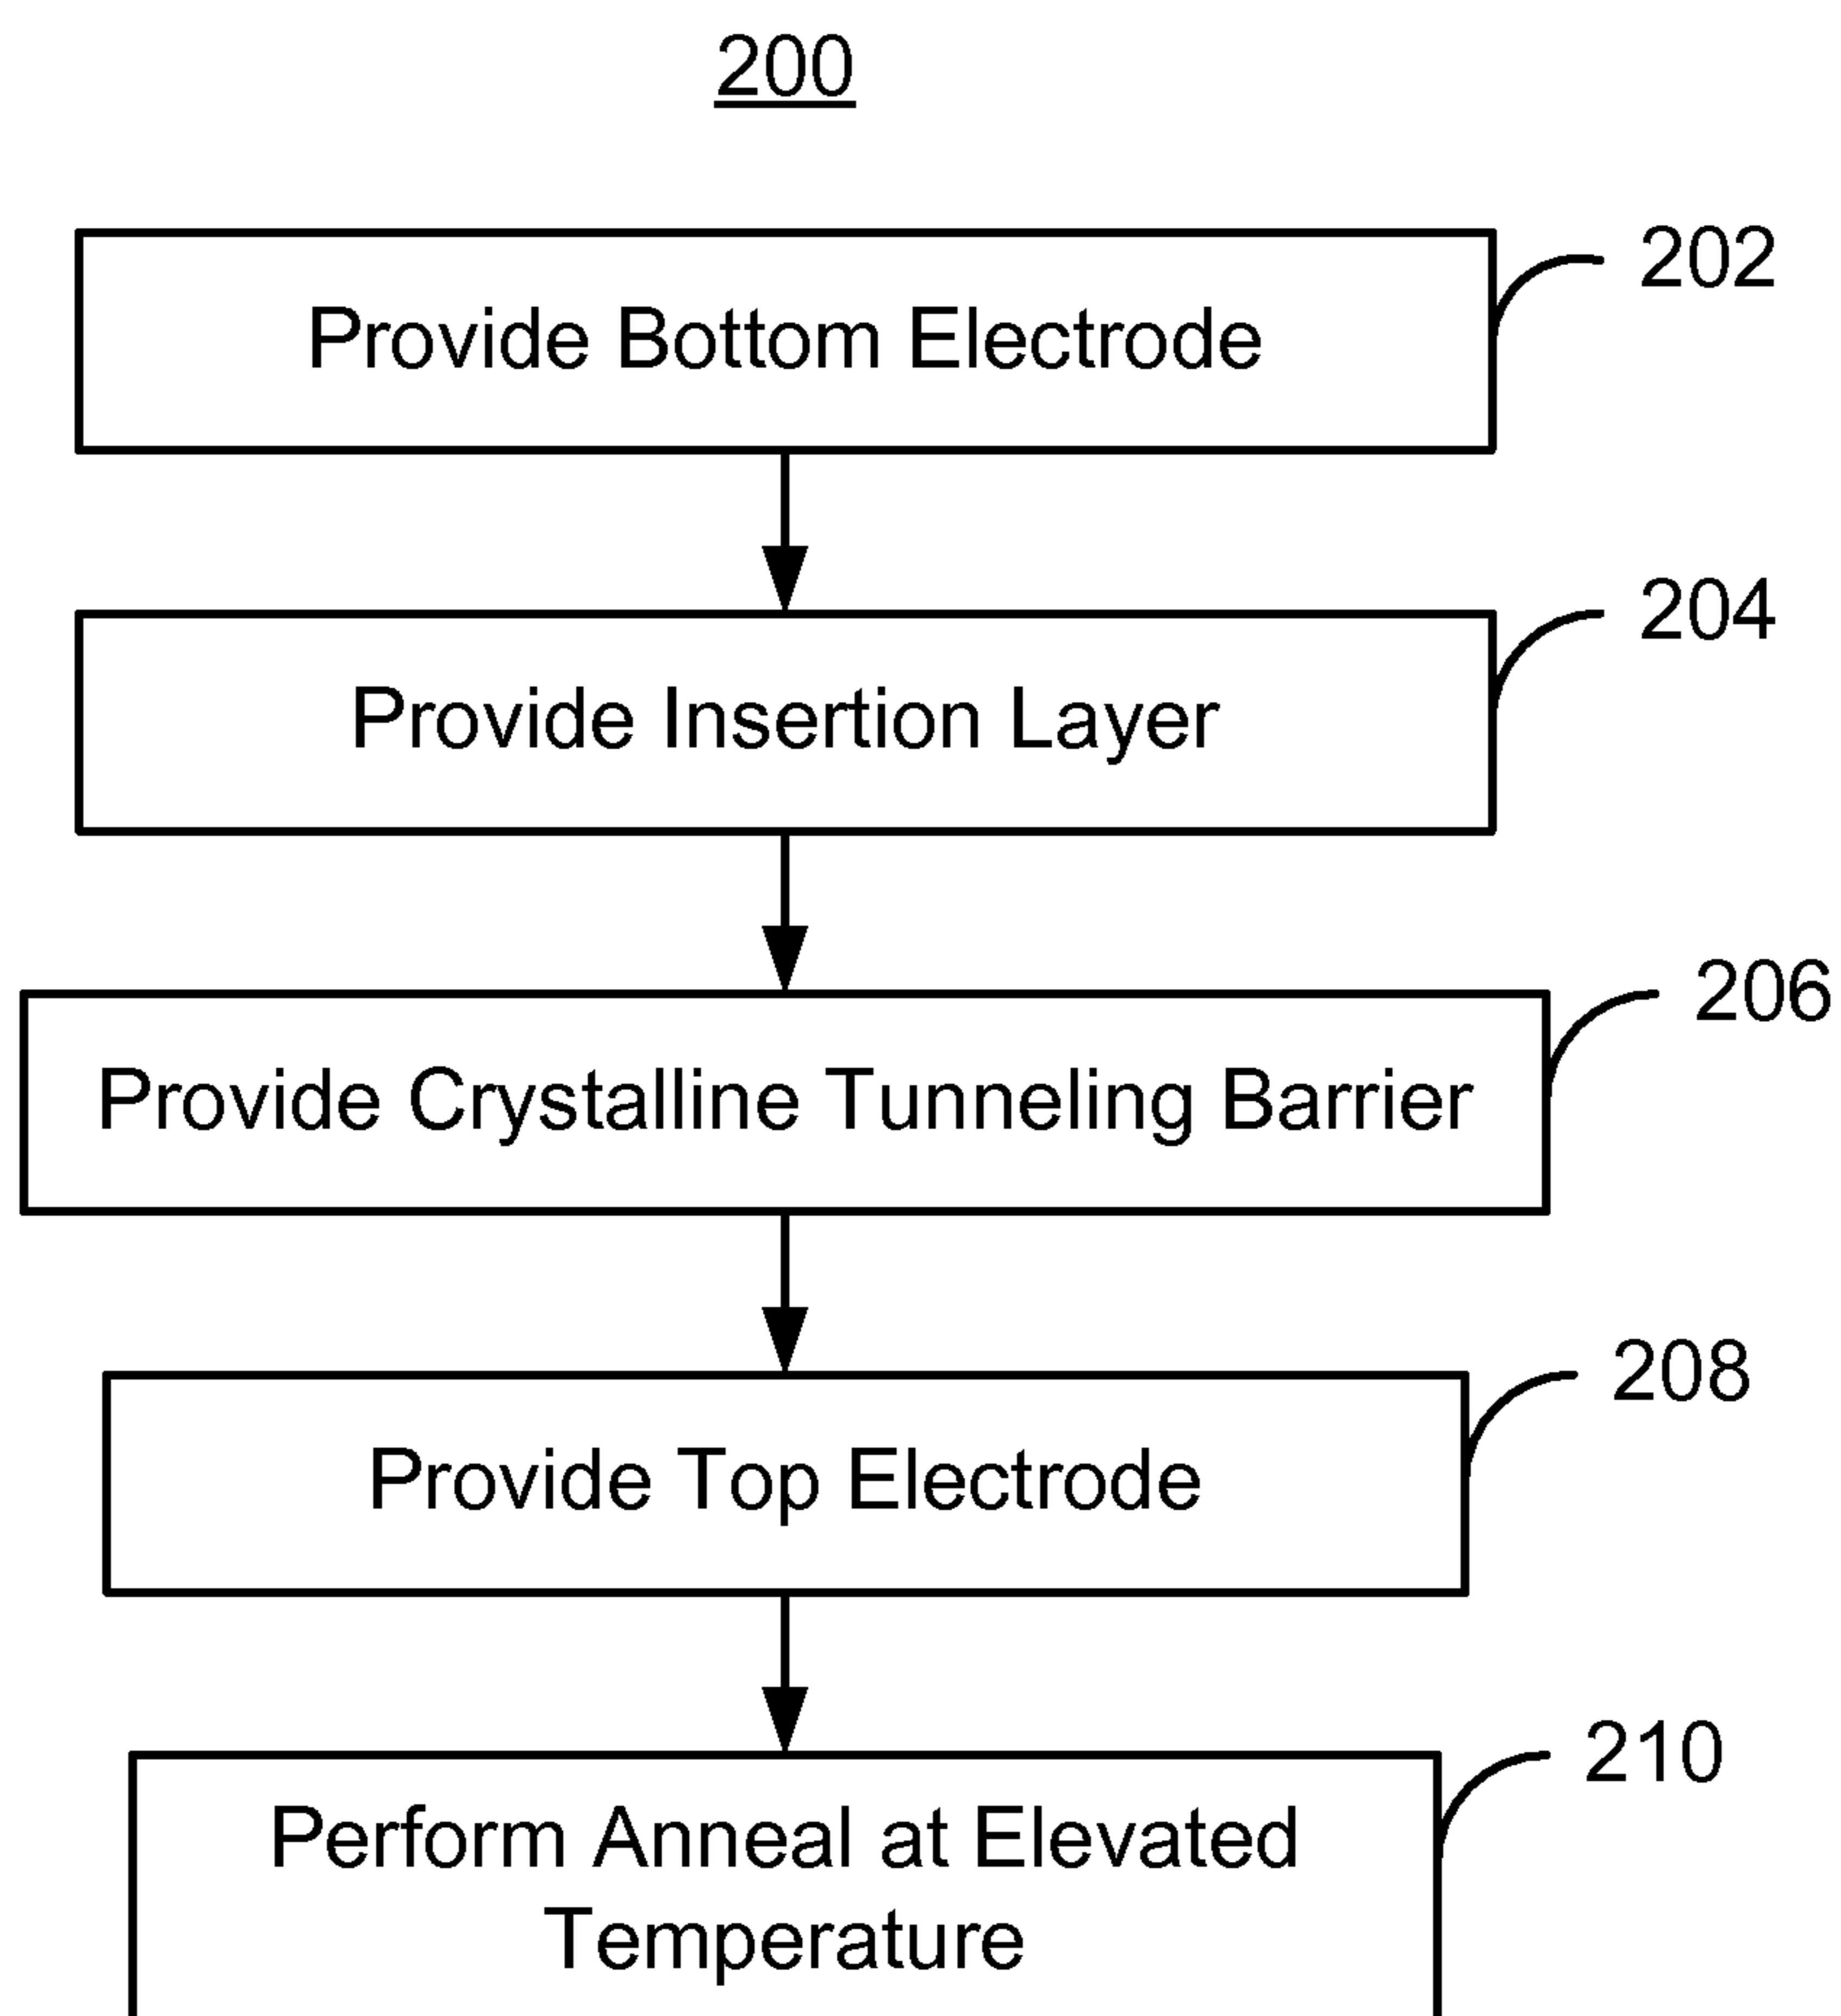 200
Provide Bottom Electrode
202
Provide Insertion Layer
204
Provide Crystalline Tunneling Barrier
206
Provide Top Electrode
208
Perform Anneal at Elevated
Temperature
210